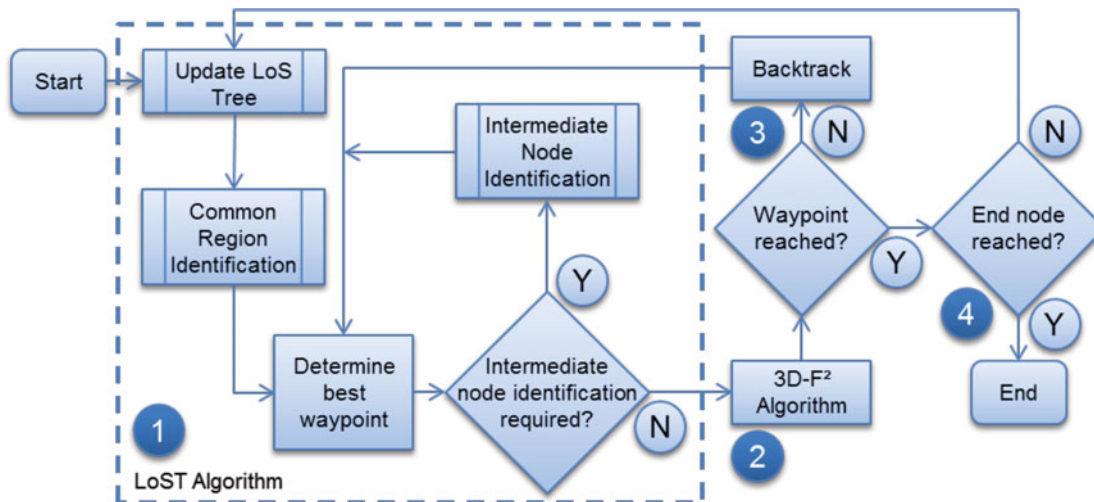 Start
Update LoS
Tree
Common
Region
Identification
Intermediate
Node
Identification
Determine
best
waypoint
Intermediate
node identification
required?
Y
N
1
LoST Algorithm
Backtrack
3
N
Waypoint
reached?
Y
3D-F²
Algorithm
2
N
End node
reached?
4
Y
End